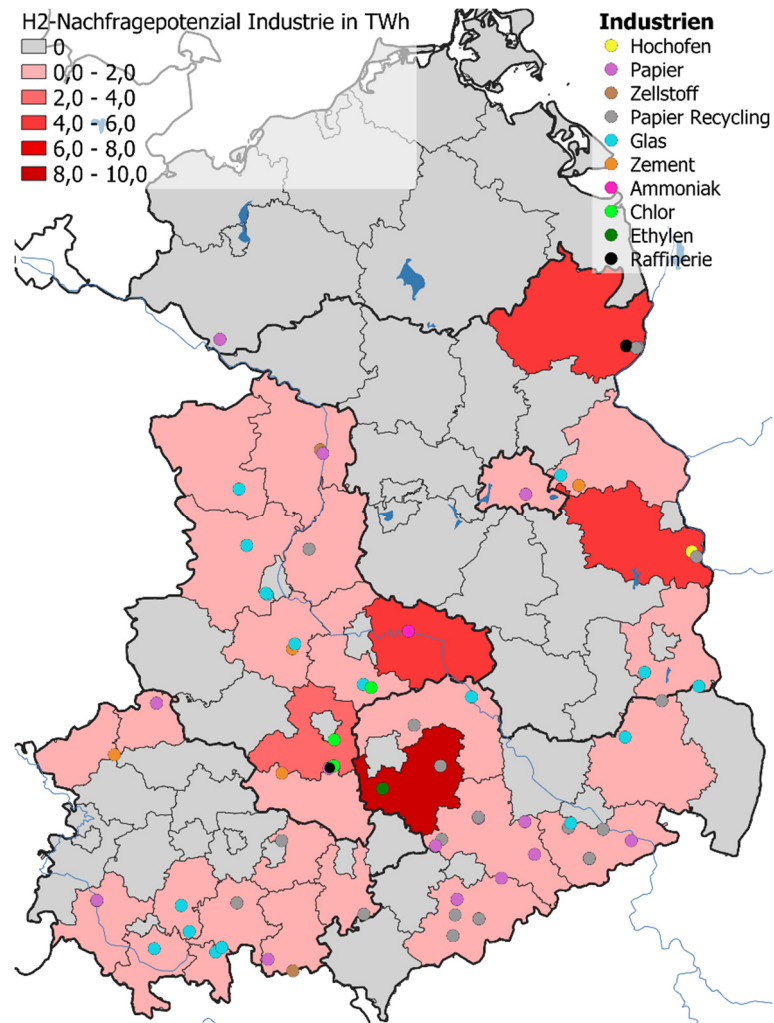 H2-Nachfragepotenzial Industrie in TWh
0
0,0 - 2,0
2,0 - 4,0
4,0 - 6,0
6,0 - 8,0
8,0 - 10,0
Industrien
Hochofen
Papier
Zellstoff
Papier Recycling
Glas
Zement
Ammoniak
Chlor
Ethylen
Raffinerie